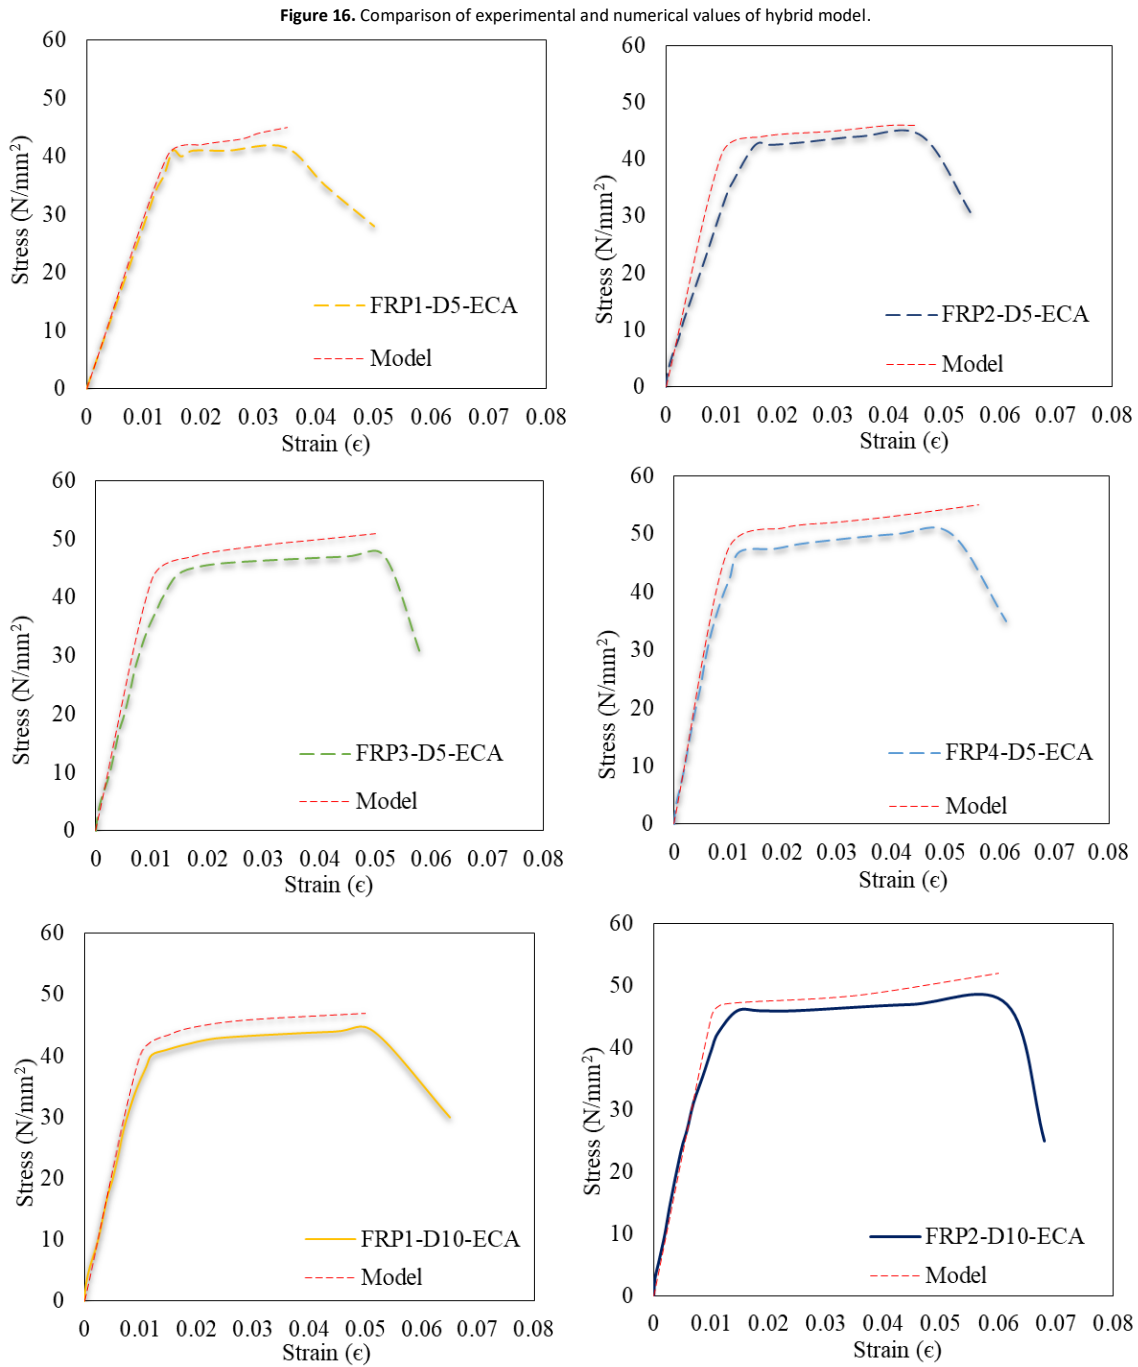 Figure 16. Comparison of experimental and numerical values of hybrid model.
60
50
40
30
20
10
0
Stress (N/mm²)
FRP1-D5-ECA
Model
0 0.01 0.02 0.03 0.04 0.05 0.06 0.07 0.08
Strain (ϵ)
60
50
40
30
20
10
0
Stress (N/mm²)
FRP2-D5-ECA
Model
0 0.01 0.02 0.03 0.04 0.05 0.06 0.07 0.08
Strain (ϵ)
60
50
40
30
20
10
0
Stress (N/mm²)
FRP3-D5-ECA
Model
0 0.01 0.02 0.03 0.04 0.05 0.06 0.07 0.08
Strain (ϵ)
60
50
40
30
20
10
0
Stress (N/mm²)
FRP4-D5-ECA
Model
0 0.01 0.02 0.03 0.04 0.05 0.06 0.07 0.08
Strain (ϵ)
60
50
40
30
20
10
0
Stress (N/mm²)
FRP1-D10-ECA
Model
0 0.01 0.02 0.03 0.04 0.05 0.06 0.07 0.08
Strain (ϵ)
60
50
40
30
20
10
0
Stress (N/mm²)
FRP2-D10-ECA
Model
0 0.01 0.02 0.03 0.04 0.05 0.06 0.07 0.08
Strain (ϵ)